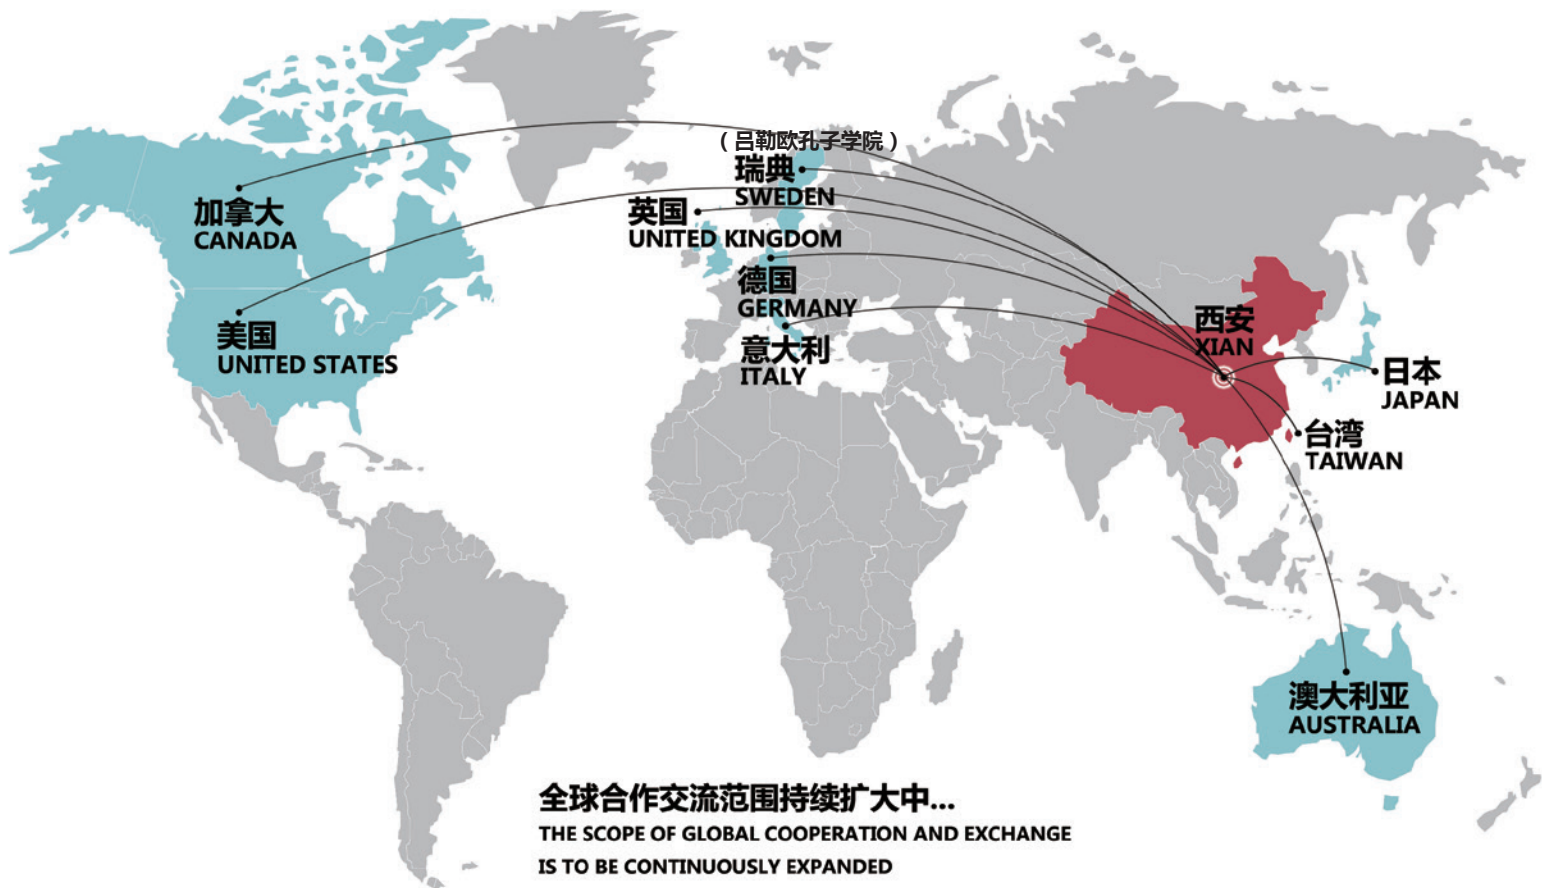 （吕勒欧孔子学院）
瑞典
SWEDEN
加拿大
CANADA
英国
UNITED KINGDOM
德国
GERMANY
美国
UNITED STATES
意大利
ITALY
西安
XIAN
日本
JAPAN
台湾
TAIWAN
澳大利亚
AUSTRALIA
全球合作交流范围持续扩大中...
THE SCOPE OF GLOBAL COOPERATION AND EXCHANGE
IS TO BE CONTINUOUSLY EXPANDED